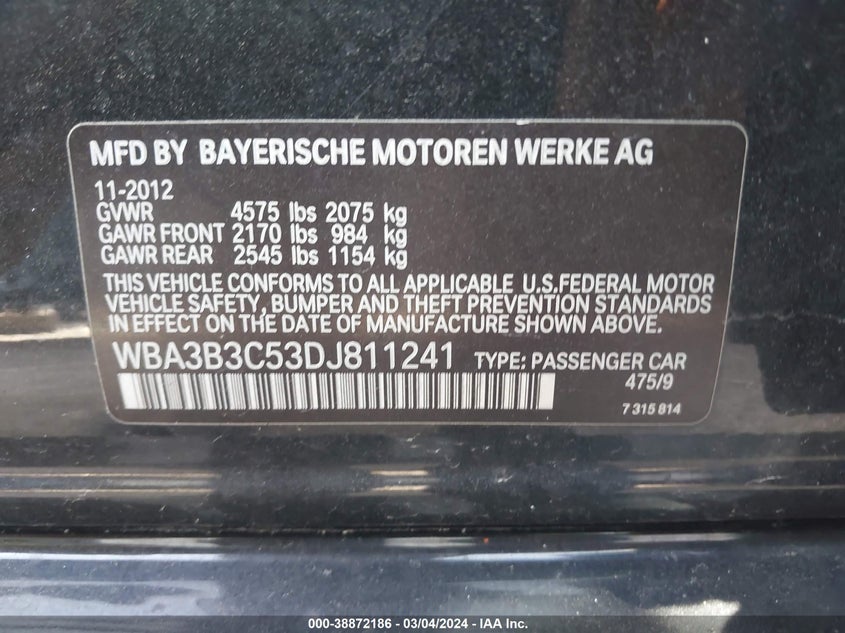 MFD BY BAYERISCHE MOTOREN WERKE AG
11-2012
GVWR 4575 lbs 2075 kg
GAWR FRONT 2170 lbs 984 kg
GAWR REAR 2545 lbs 1154 kg
THIS VEHICLE CONFORMS TO ALL APPLICABLE U.S.FEDERAL MOTOR
VEHICLE SAFETY, BUMPER AND THEFT PREVENTION STANDARDS
IN EFFECT ON THE DATE OF MANUFACTURE SHOWN ABOVE.
WBA3B3C53DJ811241 TYPE: PASSENGER CAR
475/9
7 315 814
000-38872186 - 03/04/2024 - IAA Inc.